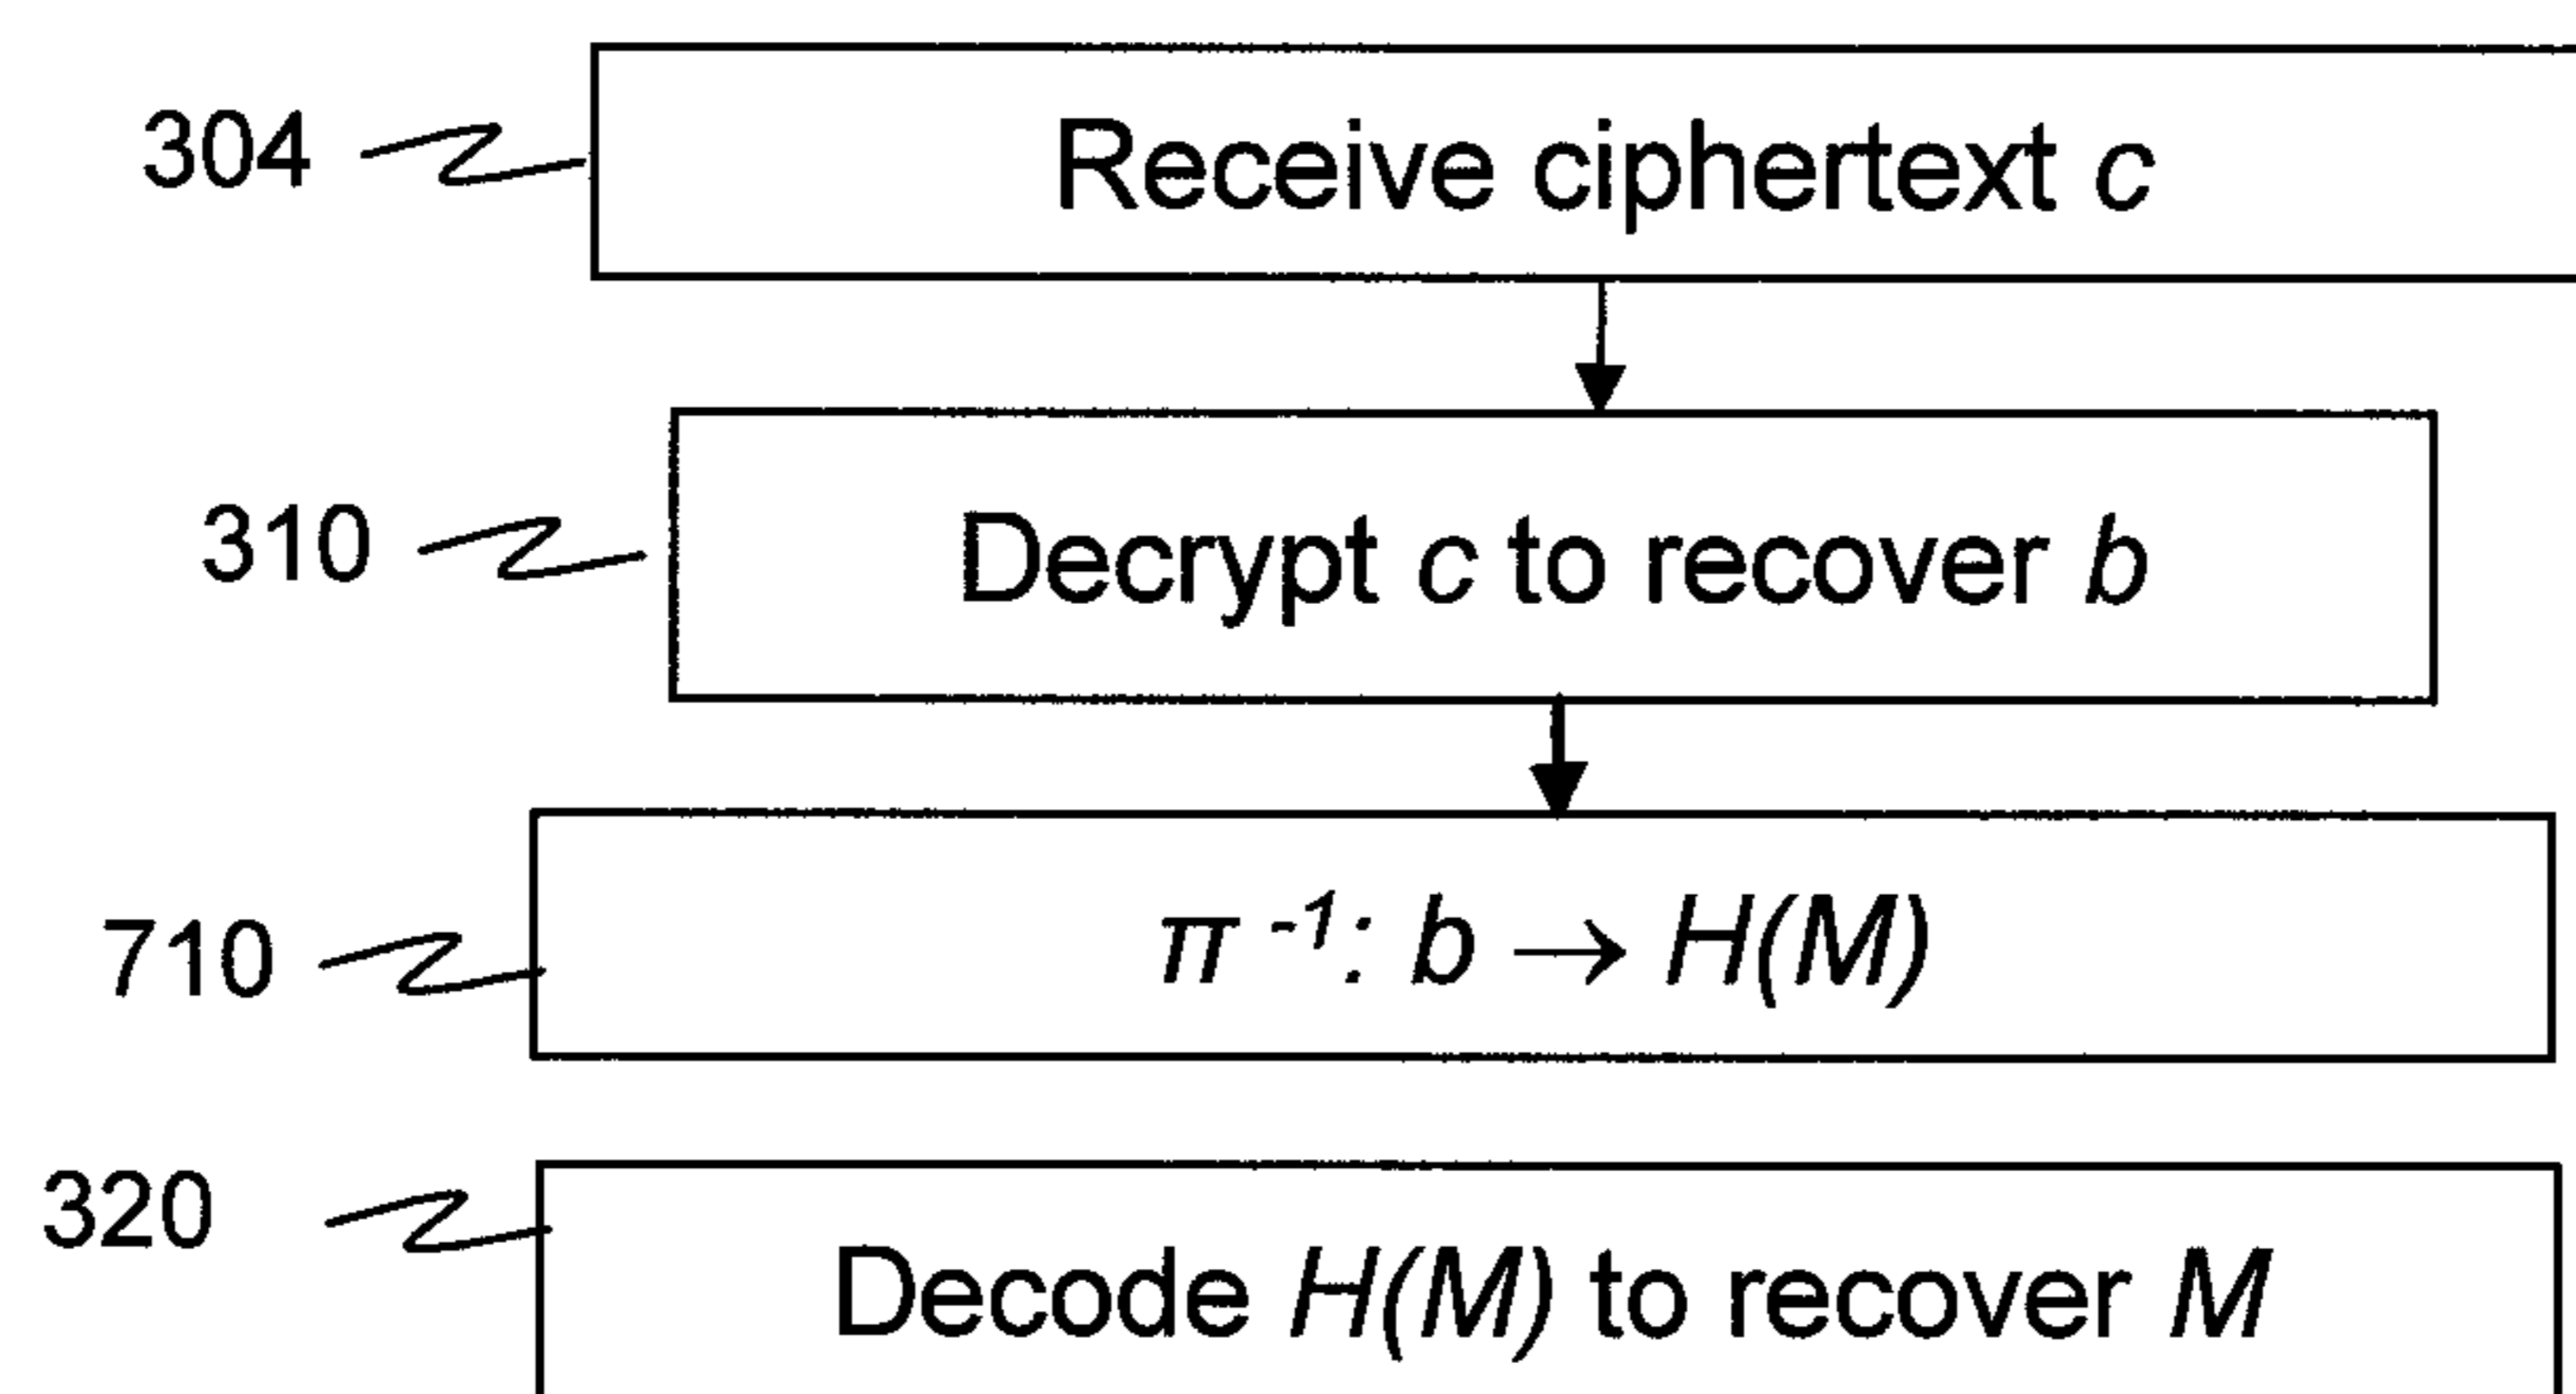 304 Receive ciphertext c
310 Decrypt c to recover b
710 π -1: b → H(M)
320 Decode H(M) to recover M